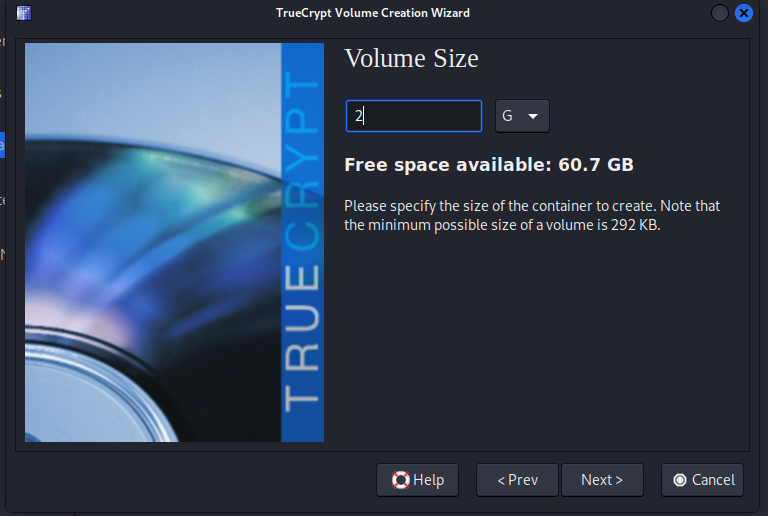 TrueCrypt Volume Creation Wizard
TRUECRYPT
Volume Size
2
G
Free space available: 60.7 GB
Please specify the size of the container to create. Note that
the minimum possible size of a volume is 292 KB.
Help
< Prev
Next >
Cancel